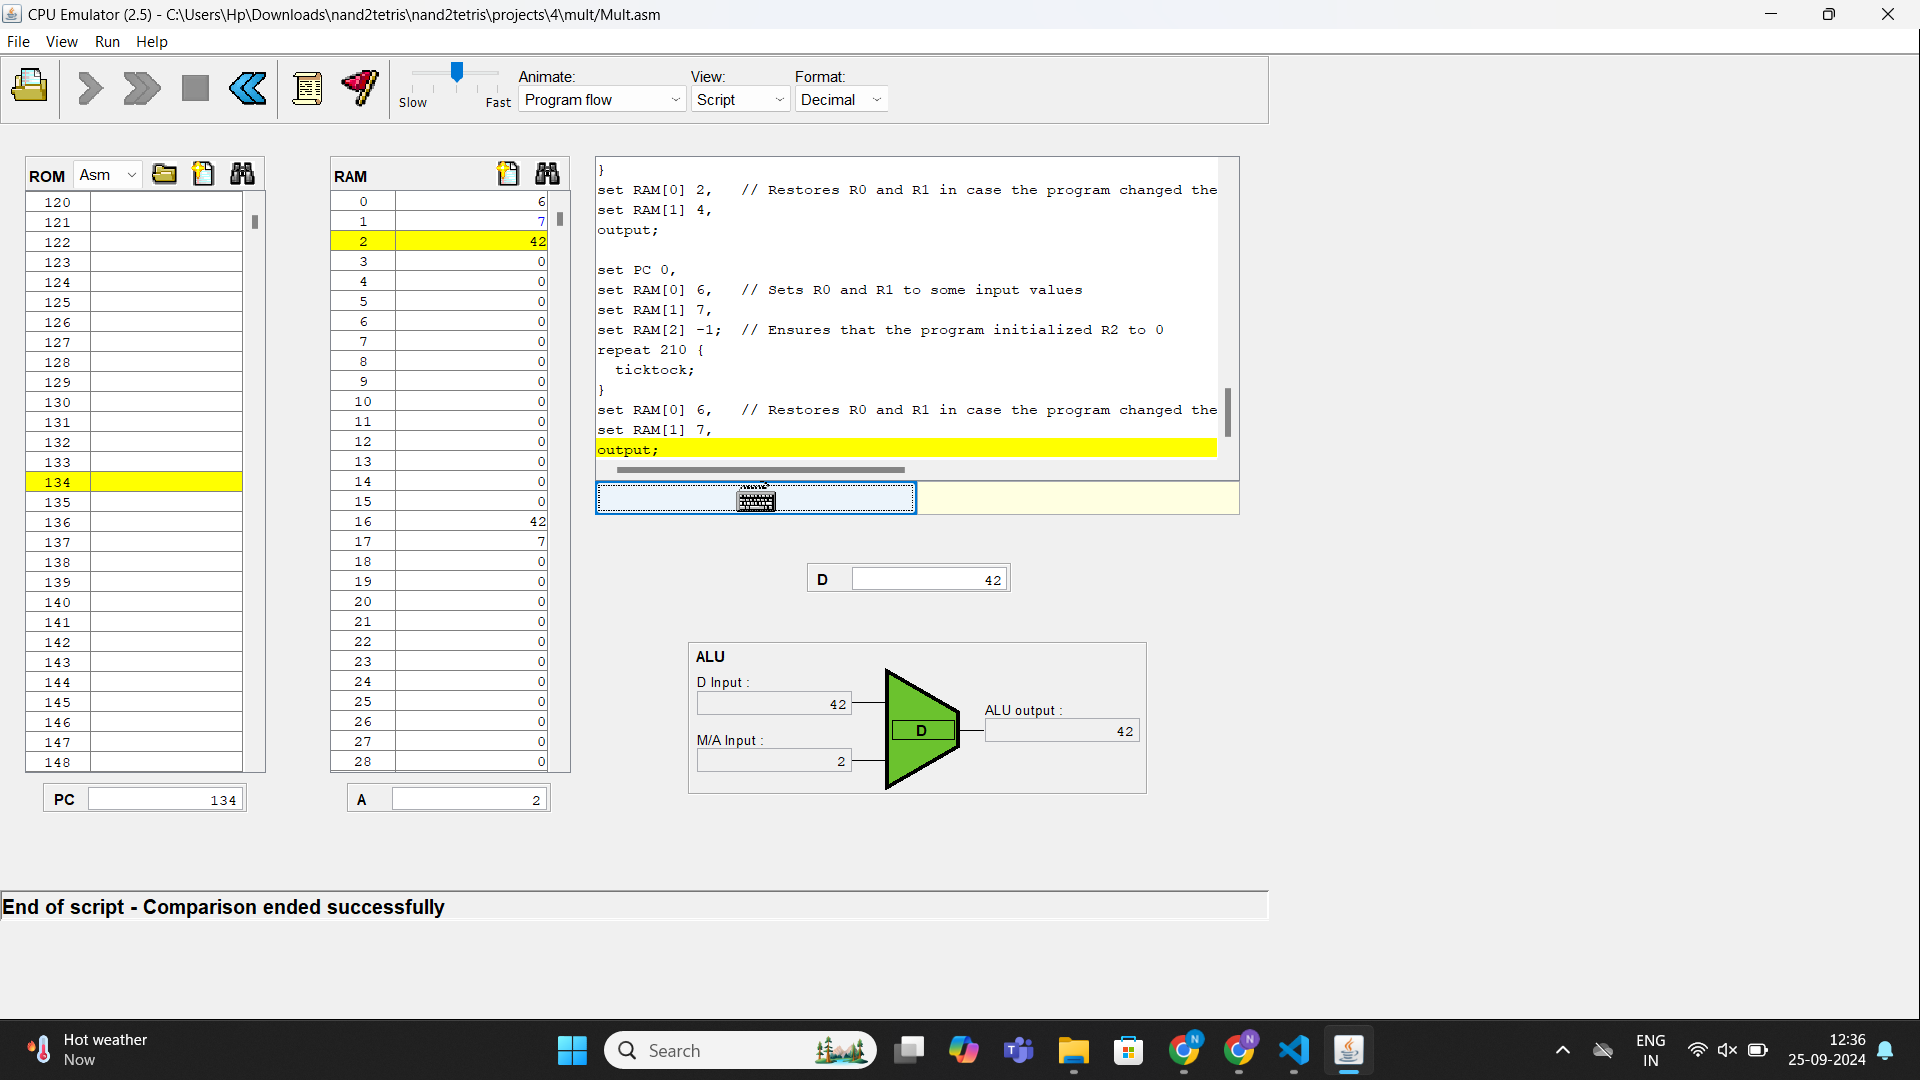 CPU Emulator (2.5) - C:\Users\Hp\Downloads\nand2tetris\nand2tetris\projects\4\mult/Mult.asm
File View Run Help
Slow Fast
Animate:
Program flow
View:
Script
Format:
Decimal
ROM Asm
120
121
122
123
124
125
126
127
128
129
130
131
132
133
134
135
136
137
138
139
140
141
142
143
144
145
146
147
148
PC 134
RAM
0 6
1 7
2 42
3 0
4 0
5 0
6 0
7 0
8 0
9 0
10 0
11 0
12 0
13 0
14 0
15 0
16 42
17 7
18 0
19 0
20 0
21 0
22 0
23 0
24 0
25 0
26 0
27 0
28 0
A 2
}
set RAM[0] 2, // Restores R0 and R1 in case the program changed the
set RAM[1] 4,
output;
set PC 0,
set RAM[0] 6, // Sets R0 and R1 to some input values
set RAM[1] 7,
set RAM[2] -1; // Ensures that the program initialized R2 to 0
repeat 210 {
ticktock;
}
set RAM[0] 6, // Restores R0 and R1 in case the program changed the
set RAM[1] 7,
output;
D 42
ALU
D Input :
42
M/A Input :
2
D
ALU output :
42
End of script - Comparison ended successfully
Hot weather
Now
Search
N
N
ENG
IN
12:36
25-09-2024